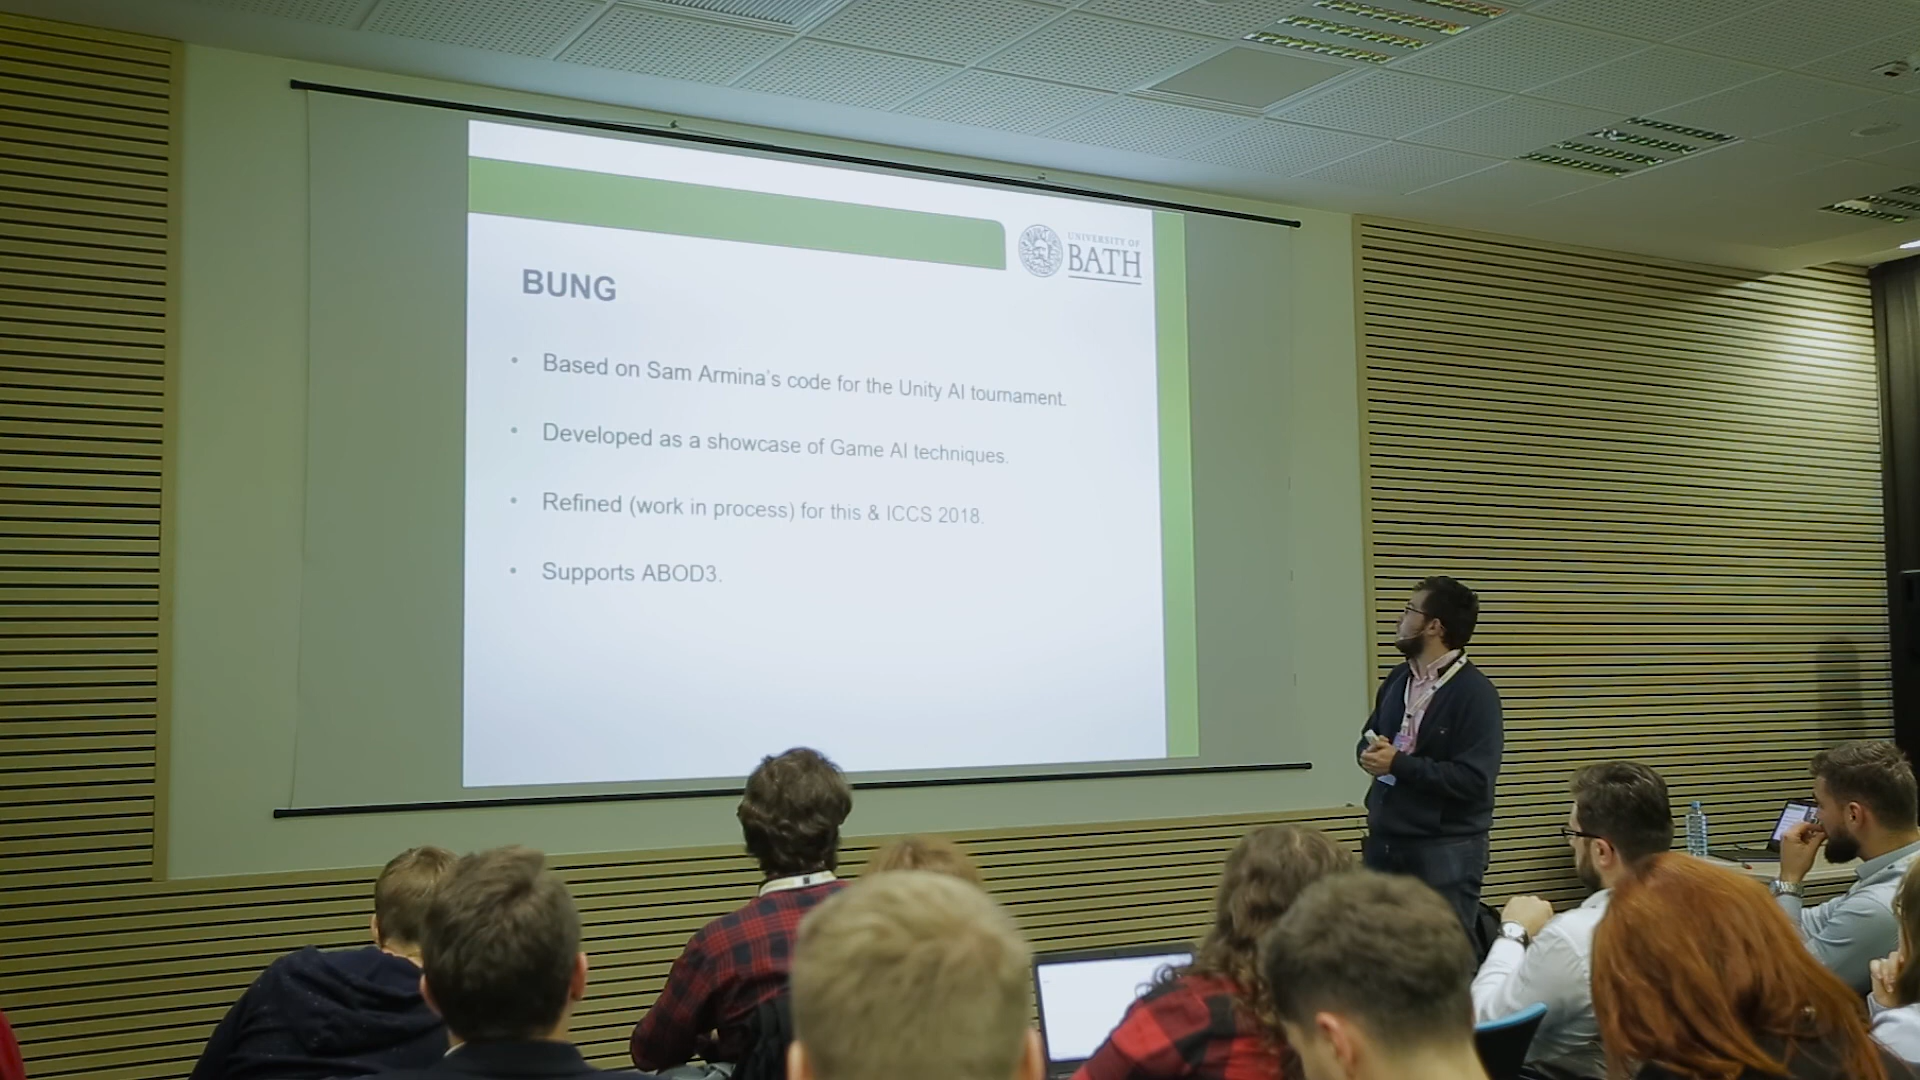 UNIVERSITY OF
BATH
BUNG
• Based on Sam Armina's code for the Unity AI tournament.
• Developed as a showcase of Game AI techniques.
• Refined (work in process) for this & ICCS 2018.
• Supports ABOD3.